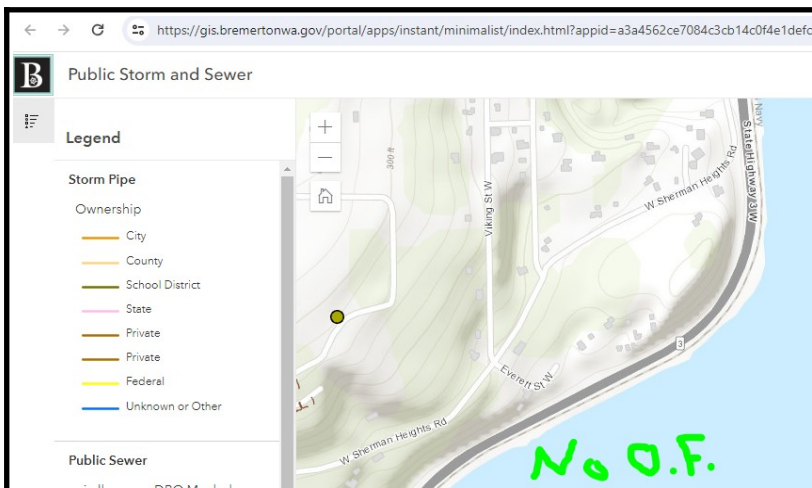 https://gis.bremertonwa.gov/portal/apps/instant/minimalist/index.html?appid=a3a4562ce7084c3cb14c0f4e1defc
B
Public Storm and Sewer
Legend
Storm Pipe
Ownership
City
County
School District
State
Private
Private
Federal
Unknown or Other
Public Sewer
300 ft
Viking St W
W Sherman Heights Rd
State Highway 3 W
Navy
3
Everett St W
W Sherman Heights Rd
No O.F.